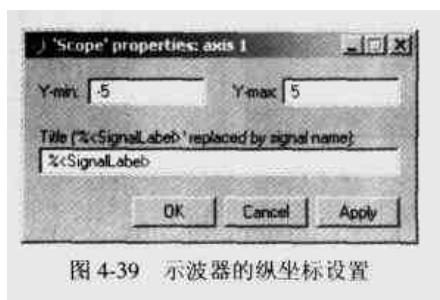 'Scope' properties: axis 1
Y-min: -5 Y-max: 5
Title ('%<SignalLabel>' replaced by signal name):
%<SignalLabel>
OK Cancel Apply
图 4-39 示波器的纵坐标设置